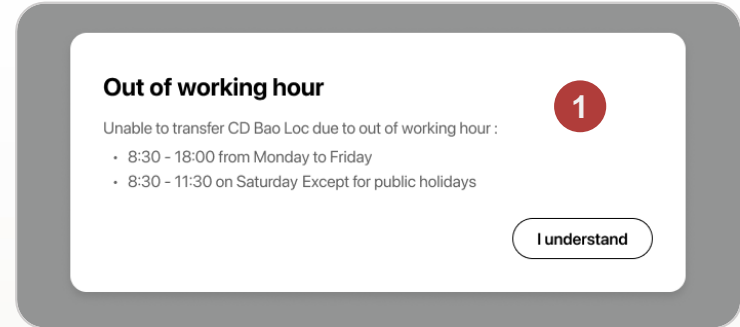 Out of working hour
1
Unable to transfer CD Bao Loc due to out of working hour :
• 8:30 - 18:00 from Monday to Friday
• 8:30 - 11:30 on Saturday Except for public holidays
I understand